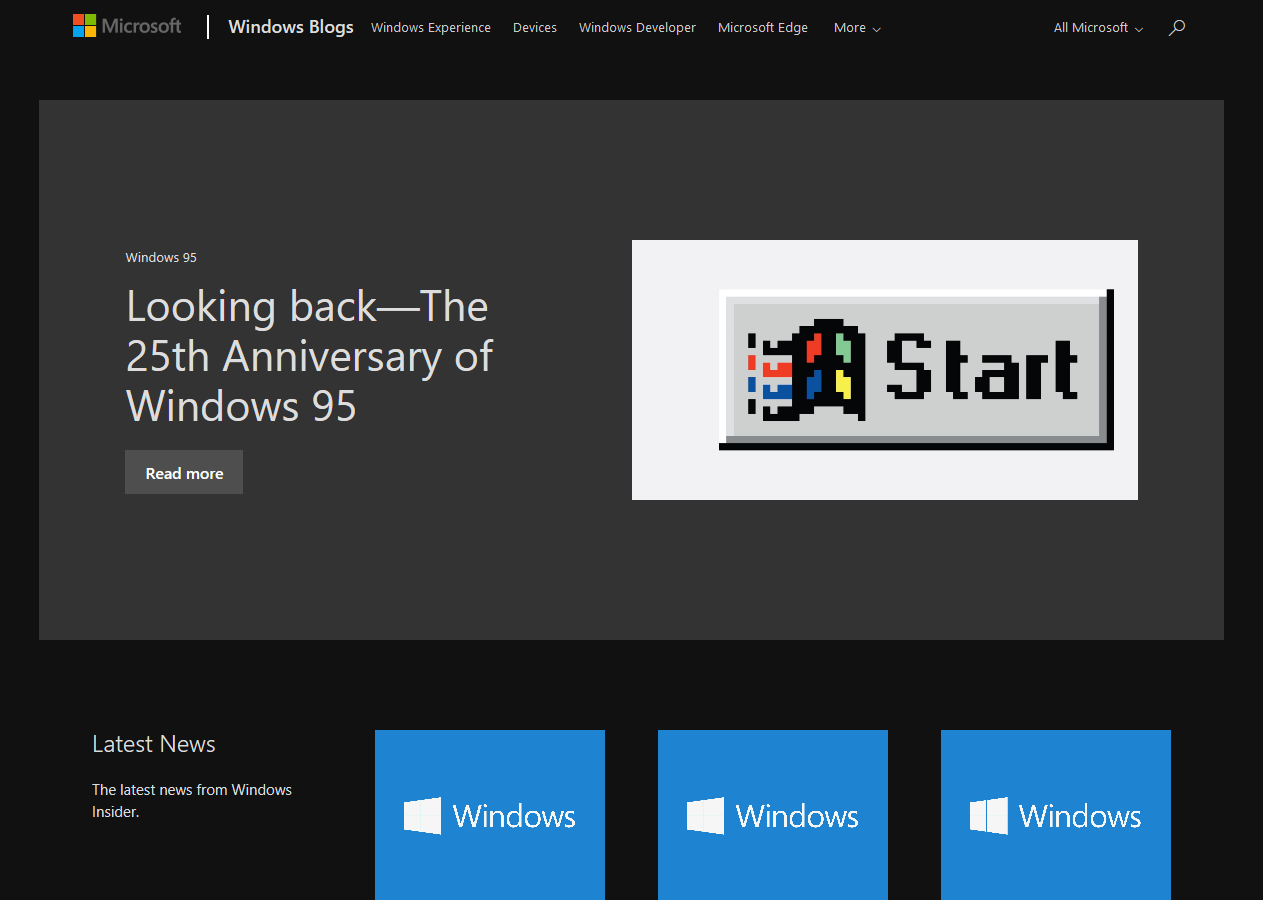 Microsoft
Windows Blogs
Windows Experience
Devices
Windows Developer
Microsoft Edge
More
All Microsoft
Windows 95
Looking back—The
25th Anniversary of
Windows 95
Read more
Start
Latest News
The latest news from Windows
Insider.
Windows
Windows
Windows